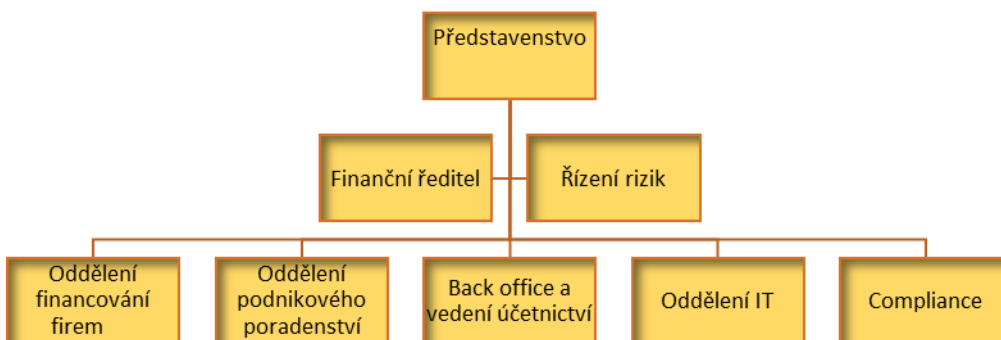 Představenstvo
Finanční ředitel
Řízení rizik
Oddělení
financování
firem
Oddělení
podnikového
poradenství
Back office a
vedení účetnictví
Oddělení IT
Compliance